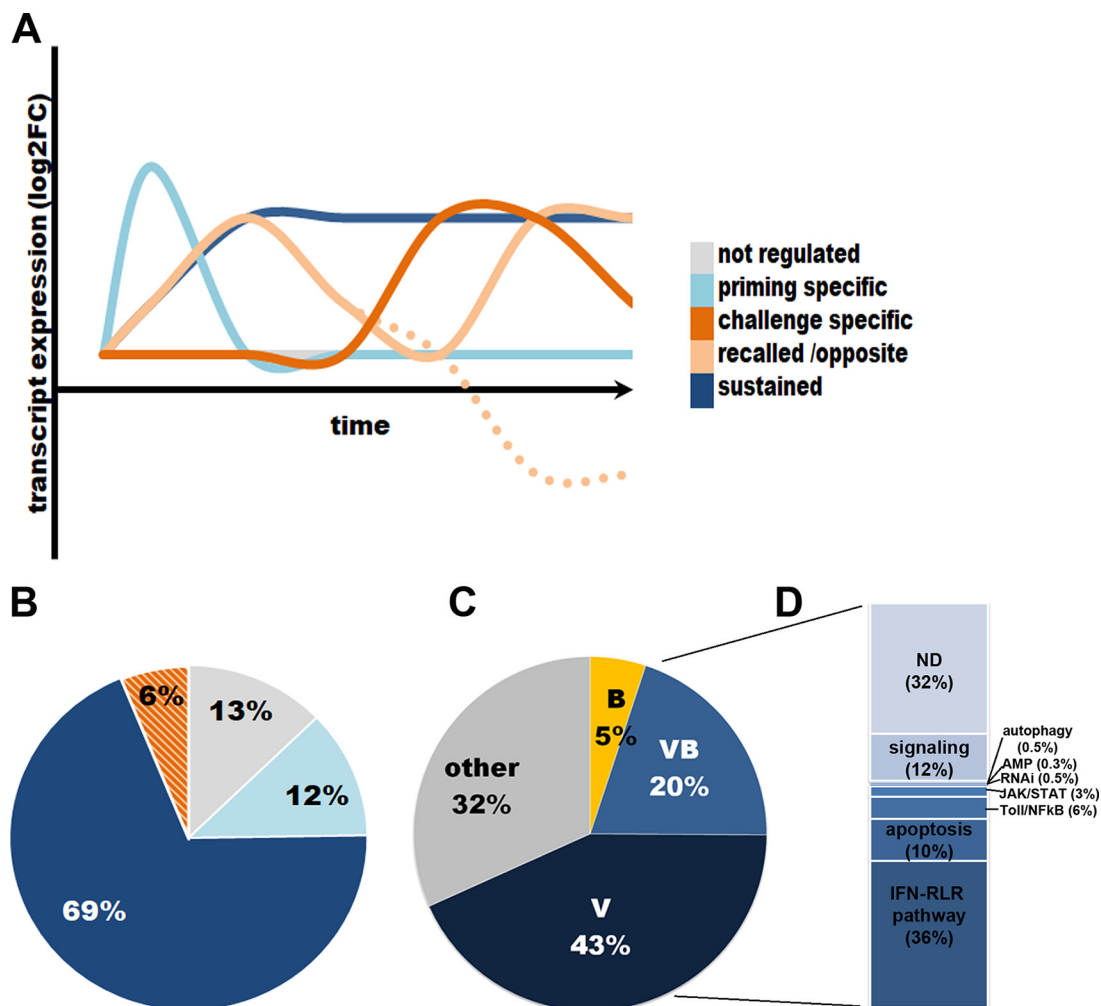 A
transcript expression (log2FC)
time
not regulated
priming specific
challenge specific
recalled /opposite
sustained
B
6%
13%
12%
69%
C
B
5%
VB
20%
other
32%
V
43%
D
ND
(32%)
signaling
(12%)
autophagy
(0.5%)
AMP (0.3%)
RNAi (0.5%)
JAK/STAT (3%)
Toll/NFkB (6%)
apoptosis
(10%)
IFN-RLR
pathway
(36%)